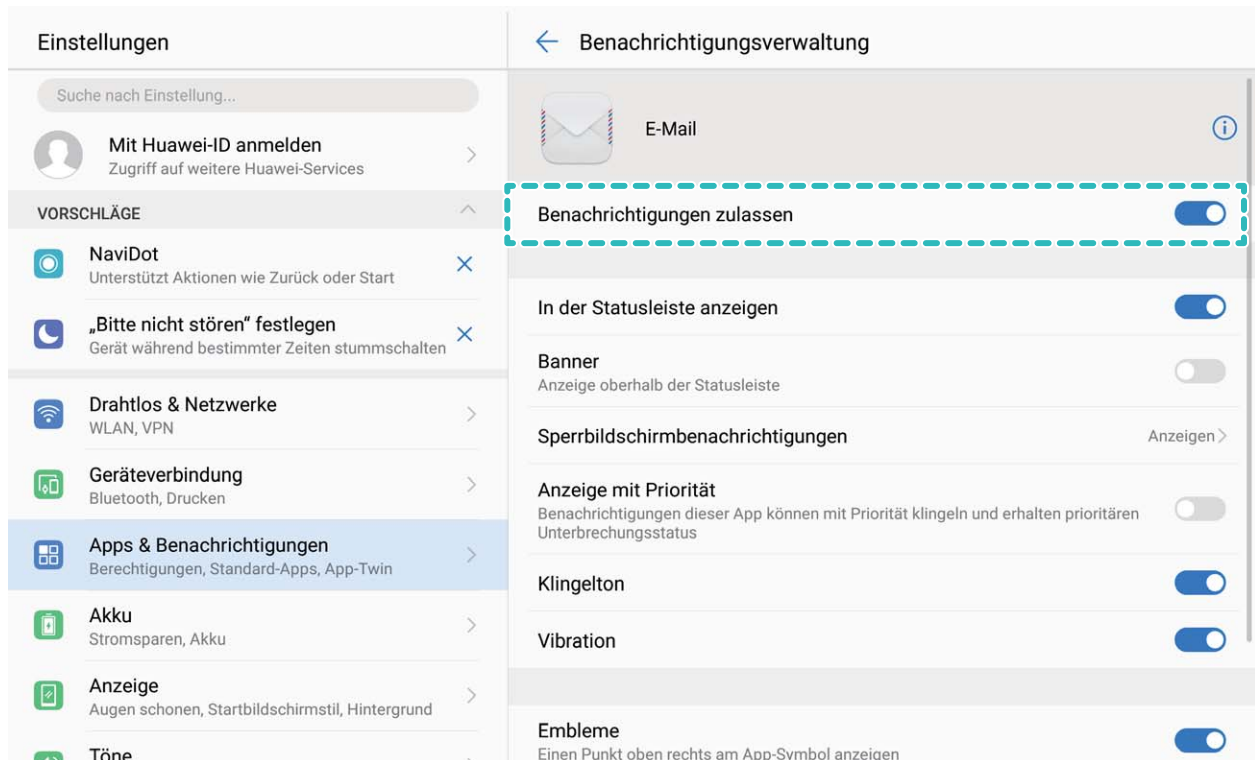 Einstellungen
Suche nach Einstellung...
Mit Huawei-ID anmelden
Zugriff auf weitere Huawei-Services
VORSCHLÄGE
NaviDot
Unterstützt Aktionen wie Zurück oder Start
„Bitte nicht stören“ festlegen
Gerät während bestimmter Zeiten stummschalten
Drahtlos & Netzwerke
WLAN, VPN
Geräteverbindung
Bluetooth, Drucken
Apps & Benachrichtigungen
Berechtigungen, Standard-Apps, App-Twin
Akku
Stromsparen, Akku
Anzeige
Augen schonen, Startbildschirmstil, Hintergrund
Töne
Benachrichtigungsverwaltung
E-Mail
Benachrichtigungen zulassen
In der Statusleiste anzeigen
Banner
Anzeige oberhalb der Statusleiste
Sperrbildschirmbenachrichtigungen
Anzeigen
Anzeige mit Priorität
Benachrichtigungen dieser App können mit Priorität klingeln und erhalten prioritären
Unterbrechungsstatus
Klingelton
Vibration
Embleme
Einen Punkt oben rechts am App-Symbol anzeigen